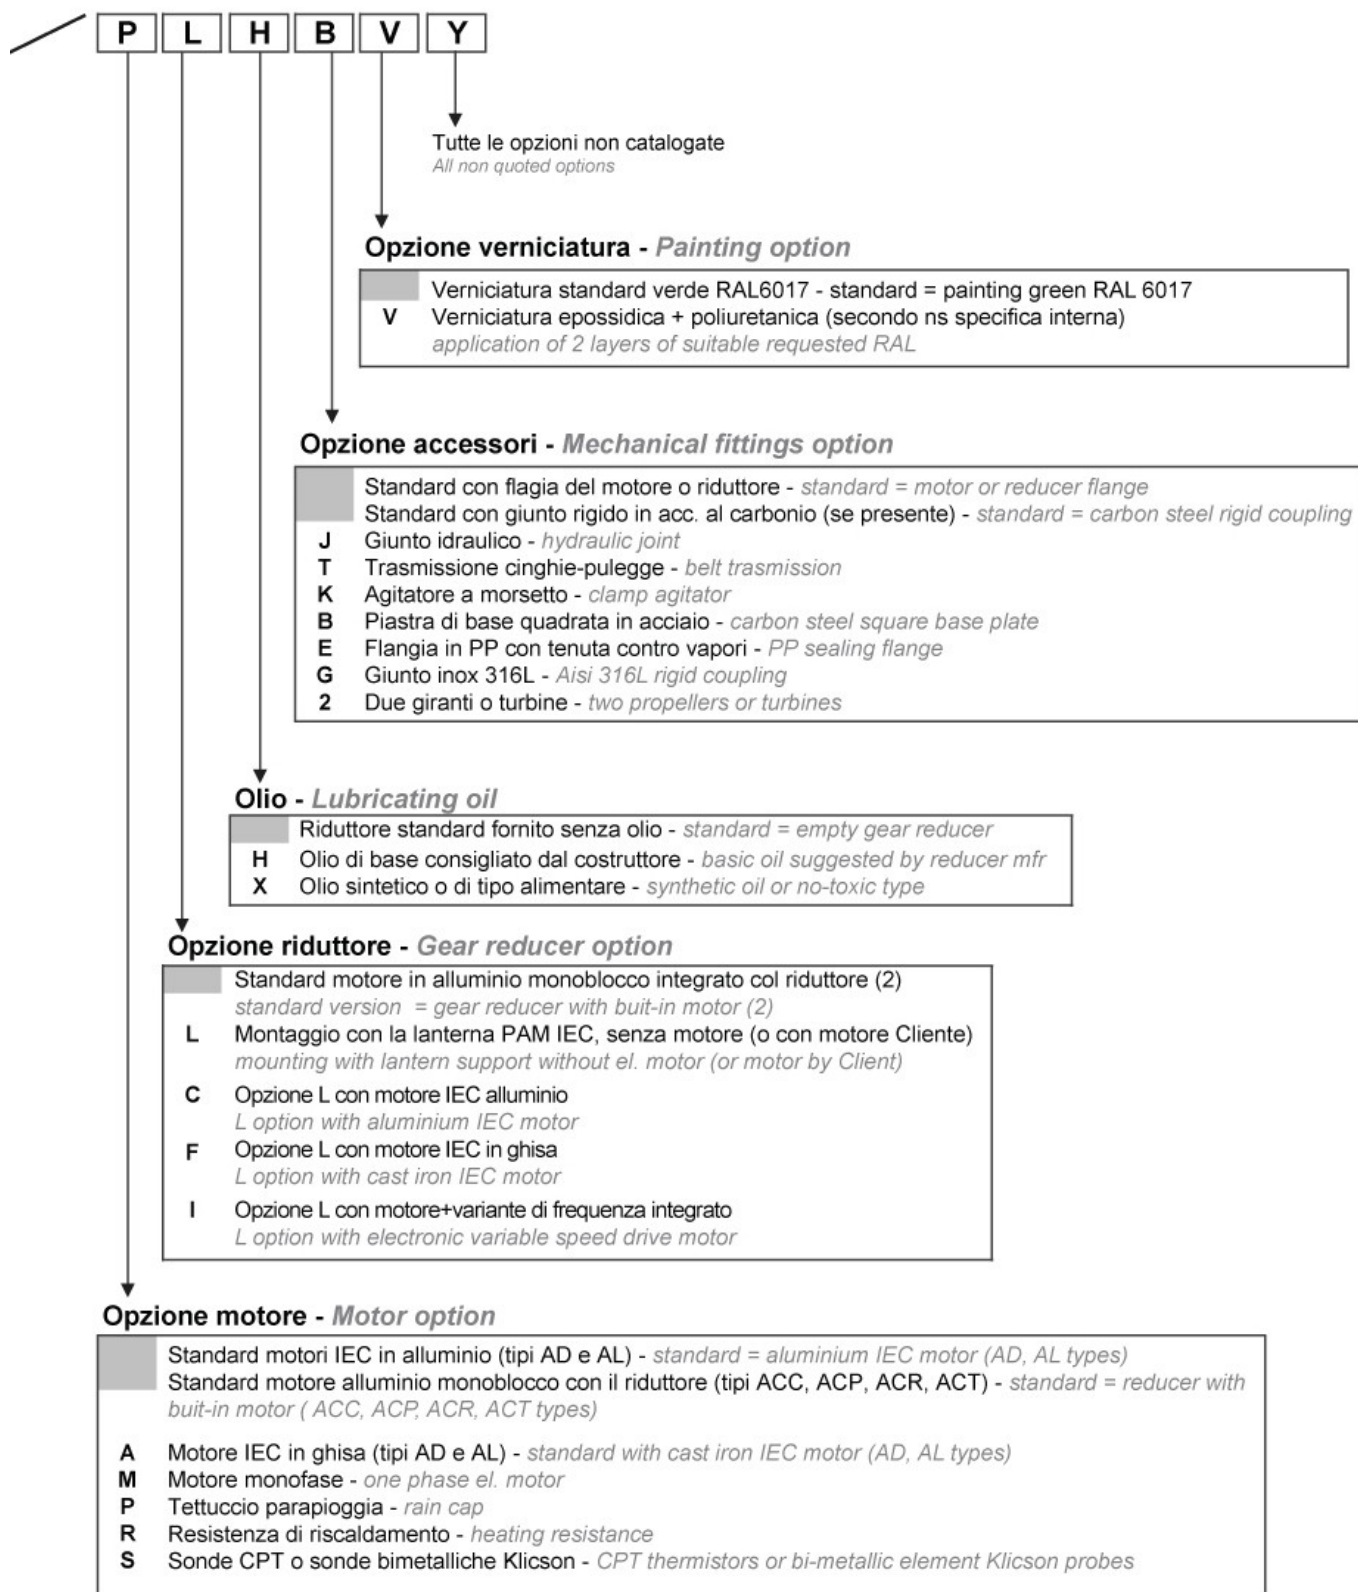 P L H B V Y
Tutte le opzioni non catalogate
All non quoted options
Opzione verniciatura - Painting option
Verniciatura standard verde RAL6017 - standard = painting green RAL 6017
V Verniciatura epossidica + poliuretanica (secondo ns specifica interna)
application of 2 layers of suitable requested RAL
Opzione accessori - Mechanical fittings option
Standard con flagia del motore o riduttore - standard = motor or reducer flange
Standard con giunto rigido in acc. al carbonio (se presente) - standard = carbon steel rigid coupling
J Giunto idraulico - hydraulic joint
T Trasmissione cinghie-pulegge - belt trasmission
K Agitatore a morsetto - clamp agitator
B Piastra di base quadrata in acciaio - carbon steel square base plate
E Flangia in PP con tenuta contro vapori - PP sealing flange
G Giunto inox 316L - Aisi 316L rigid coupling
2 Due giranti o turbine - two propellers or turbines
Olio - Lubricating oil
Riduttore standard fornito senza olio - standard = empty gear reducer
H Olio di base consigliato dal costruttore - basic oil suggested by reducer mfr
X Olio sintetico o di tipo alimentare - synthetic oil or no-toxic type
Opzione riduttore - Gear reducer option
Standard motore in alluminio monoblocco integrato col riduttore (2)
standard version = gear reducer with buit-in motor (2)
L Montaggio con la lanterna PAM IEC, senza motore (o con motore Cliente)
mounting with lantern support without el. motor (or motor by Client)
C Opzione L con motore IEC alluminio
L option with aluminium IEC motor
F Opzione L con motore IEC in ghisa
L option with cast iron IEC motor
I Opzione L con motore+variante di frequenza integrato
L option with electronic variable speed drive motor
Opzione motore - Motor option
Standard motori IEC in alluminio (tipi AD e AL) - standard = aluminium IEC motor (AD, AL types)
Standard motore alluminio monoblocco con il riduttore (tipi ACC, ACP, ACR, ACT) - standard = reducer with
buit-in motor ( ACC, ACP, ACR, ACT types)
A Motore IEC in ghisa (tipi AD e AL) - standard with cast iron IEC motor (AD, AL types)
M Motore monofase - one phase el. motor
P Tettuccio parapioggia - rain cap
R Resistenza di riscaldamento - heating resistance
S Sonde CPT o sonde bimetalliche Klicson - CPT thermistors or bi-metallic element Klicson probes